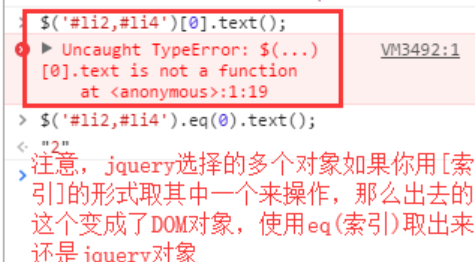 > $('#li2,#li4')[0].text();
▶ Uncaught TypeError: $(...) VM3492:1
[0].text is not a function
at <anonymous>:1:19
> $('#li2,#li4').eq(0).text();
"2"
注意，jquery选择的多个对象如果你用[索
引]的形式取其中一个来操作，那么出去的
这个变成了DOM对象，使用eq(索引)取出来
还是jquery对象